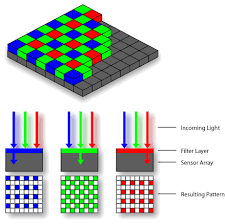 Incoming Light
Filter Layer
Sensor Array
Resulting Pattern